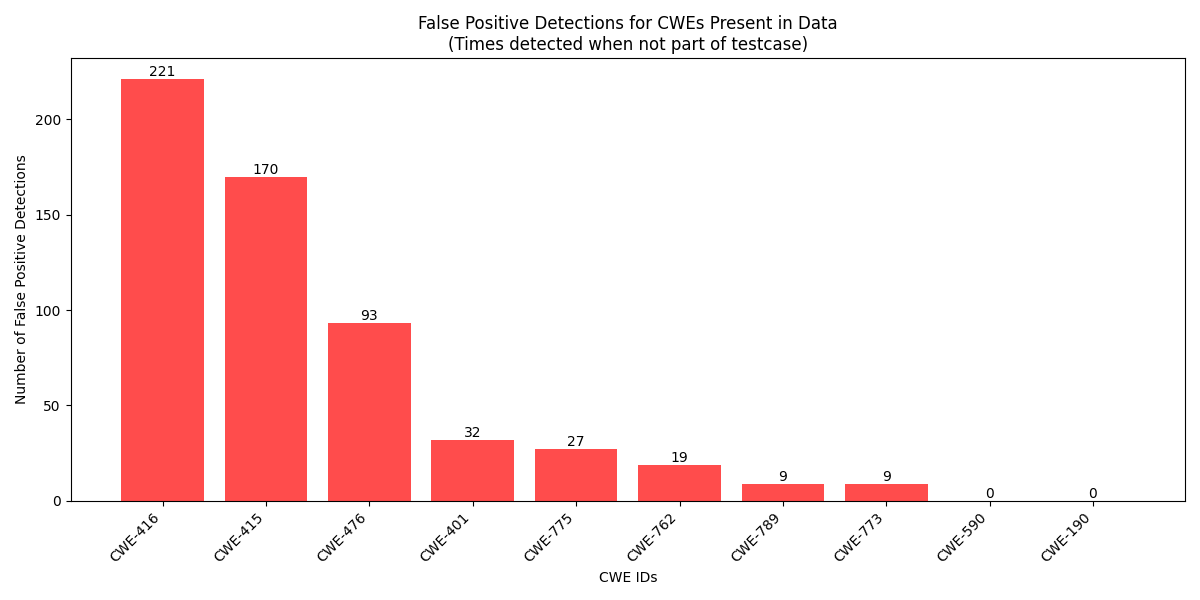 False Positive Detections for CWEs Present in Data
(Times detected when not part of testcase)
Number of False Positive Detections
200
150
100
50
0
221
170
93
32
27
19
9
9
0
0
CWE-416
CWE-415
CWE-476
CWE-401
CWE-775
CWE-762
CWE-789
CWE-773
CWE-590
CWE-190
CWE IDs